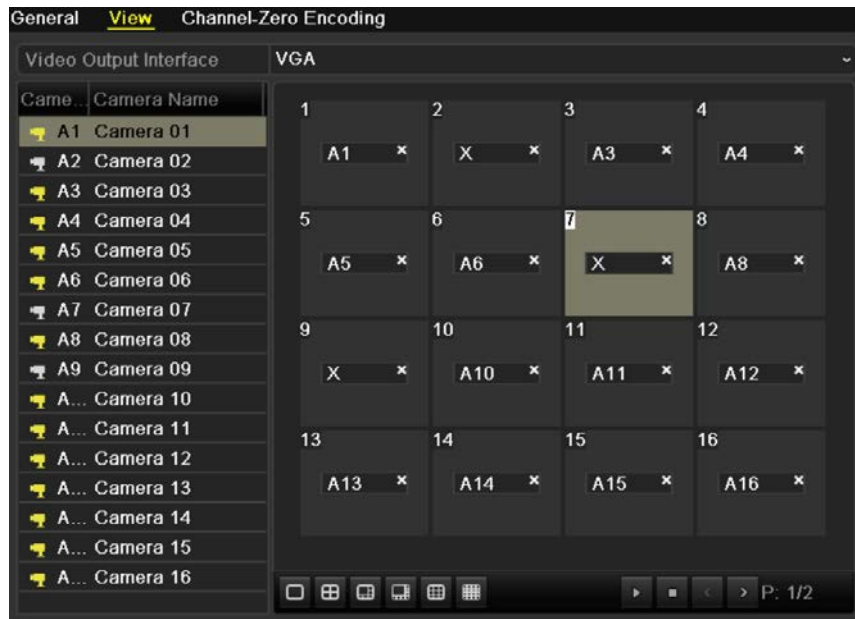 General View Channel-Zero Encoding
Video Output Interface VGA
Came... Camera Name
A1 Camera 01
A2 Camera 02
A3 Camera 03
A4 Camera 04
A5 Camera 05
A6 Camera 06
A7 Camera 07
A8 Camera 08
A9 Camera 09
A... Camera 10
A... Camera 11
A... Camera 12
A... Camera 13
A... Camera 14
A... Camera 15
A... Camera 16
1 2 3 4
A1 X A3 A4
5 6 7 8
A5 A6 X A8
9 10 11 12
X A10 A11 A12
13 14 15 16
A13 A14 A15 A16
P: 1/2